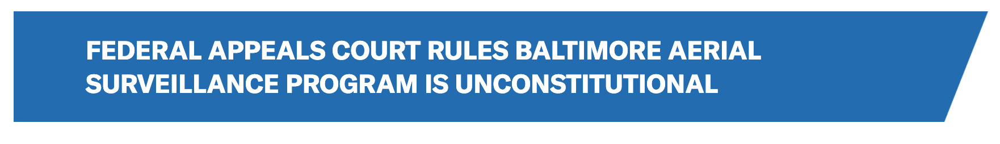 FEDERAL APPEALS COURT RULES BALTIMORE AERIAL
SURVEILLANCE PROGRAM IS UNCONSTITUTIONAL